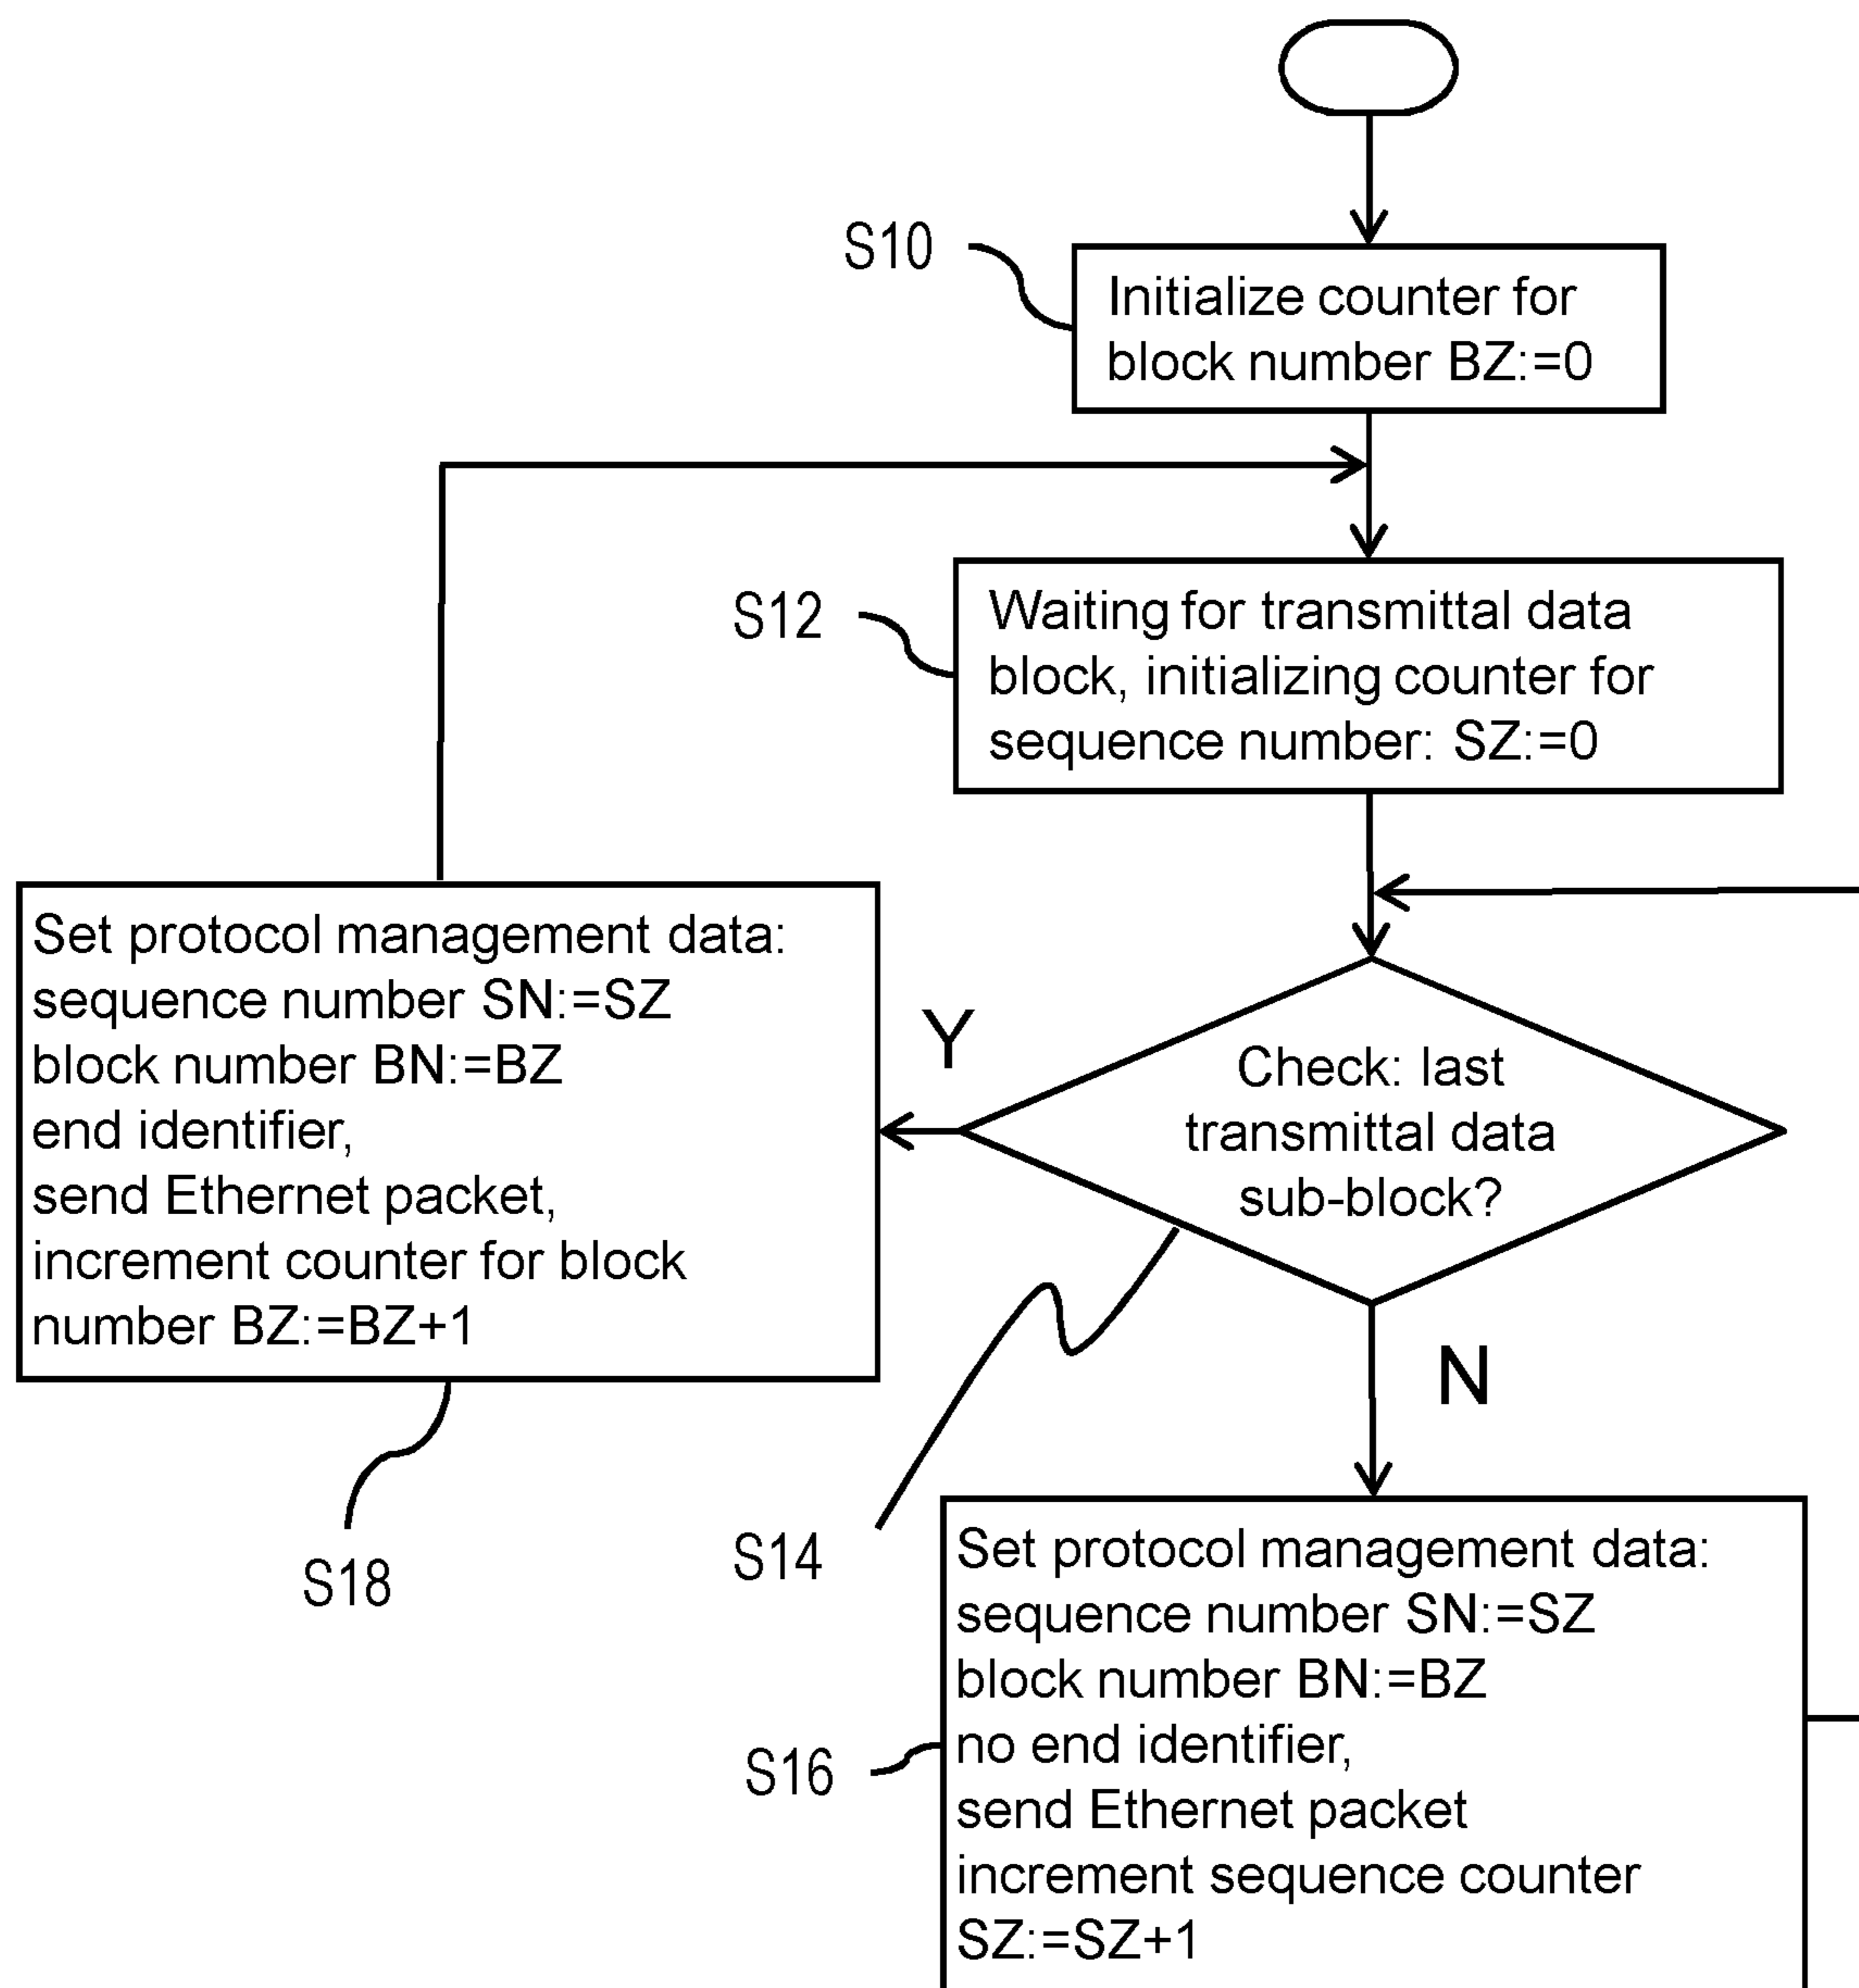 S10
Initialize counter for
block number BZ:=0
S12
Waiting for transmittal data
block, initializing counter for
sequence number: SZ:=0
Set protocol management data:
sequence number SN:=SZ
block number BN:=BZ
end identifier,
send Ethernet packet,
increment counter for block
number BZ:=BZ+1
S18
Y
Check: last
transmittal data
sub-block?
N
S14
Set protocol management data:
sequence number SN:=SZ
block number BN:=BZ
no end identifier,
send Ethernet packet
increment sequence counter
SZ:=SZ+1
S16